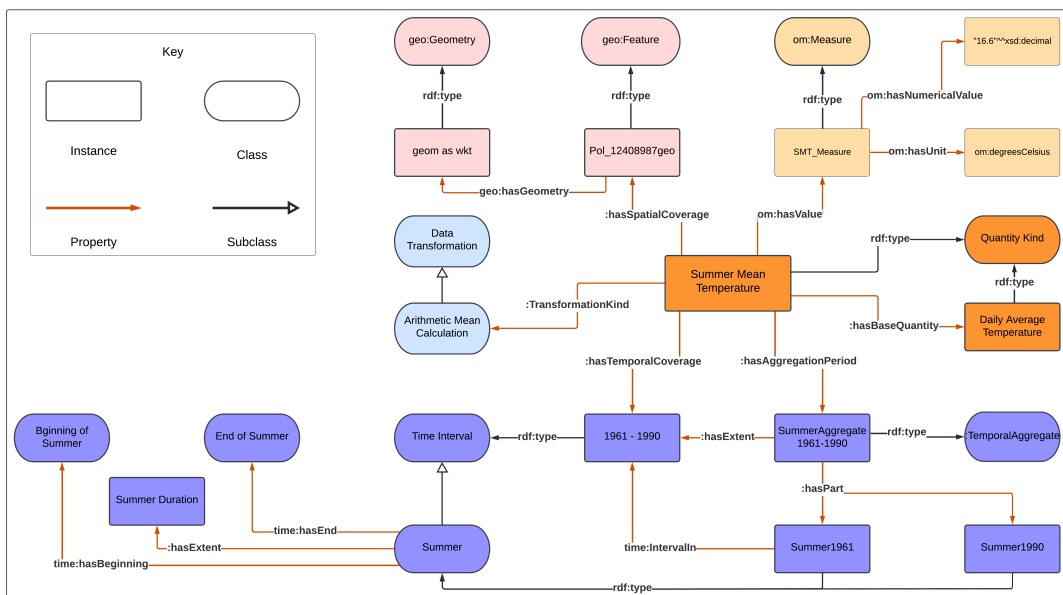 Key
Instance
Class
Property
Subclass
geo:Geometry
geo:Feature
om:Measure
"16.6"^^xsd:decimal
rdf:type
rdf:type
rdf:type
om:hasNumericalValue
geom as wkt
Pol_12408987geo
SMT_Measure
om:hasUnit
om:degreesCelsius
geo:hasGeometry
:hasSpatialCoverage
om:hasValue
Data
Transformation
rdf:type
Quantity Kind
Summer Mean
Temperature
rdf:type
:TransformationKind
Arithmetic Mean
Calculation
:hasBaseQuantity
Daily Average
Temperature
:hasTemporalCoverage
:hasAggregationPeriod
Bginning of
Summer
End of Summer
Time Interval
rdf:type
1961 - 1990
:hasExtent
SummerAggregate
1961-1990
rdf:type
:TemporalAggregate
Summer Duration
:hasPart
time:hasEnd
:hasExtent
time:hasBeginning
Summer
time:IntervalIn
Summer1961
Summer1990
rdf:type